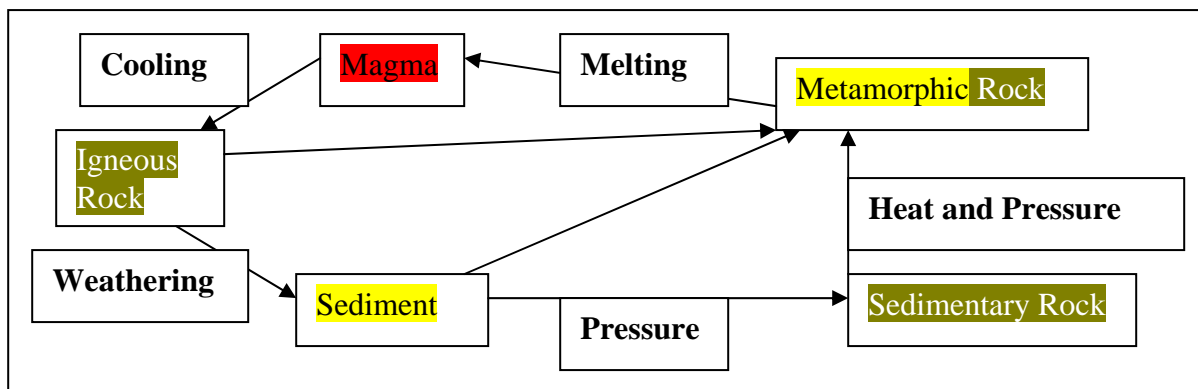 Cooling
Magma
Melting
Metamorphic Rock
Igneous
Rock
Heat and Pressure
Weathering
Sediment
Pressure
Sedimentary Rock